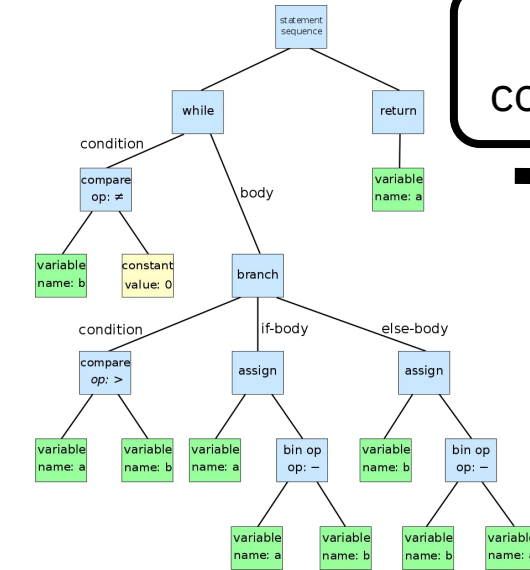 statement
sequence
while
return
co
condition
compare
op: ≠
body
variable
name: a
variable
name: b
constant
value: 0
branch
condition
if-body
else-body
compare
op: >
assign
assign
variable
name: a
variable
name: b
variable
name: a
bin op
op: −
variable
name: b
bin op
op: −
variable
name: a
variable
name: b
variable
name: b
variable
name: a